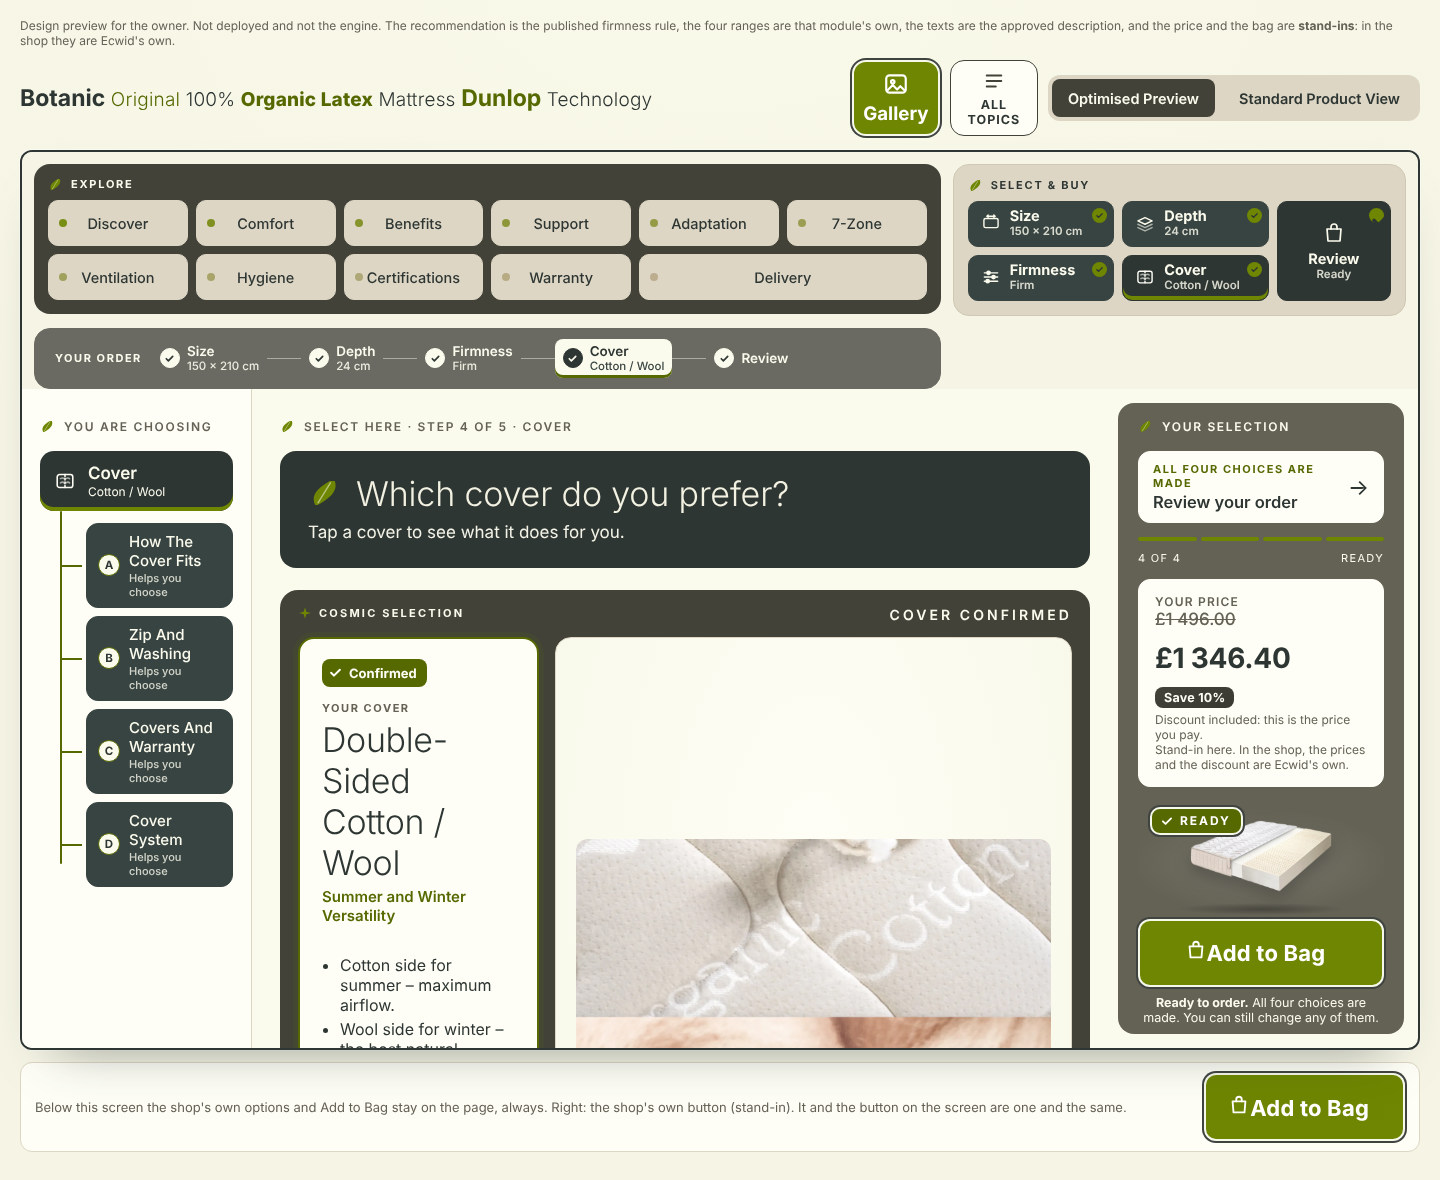 Design preview for the owner. Not deployed and not the engine. The recommendation is the published firmness rule, the four ranges are that module's own, the texts are the approved description, and the price and the bag are stand-ins: in the
shop they are Ecwid's own.
Botanic Original 100% Organic Latex Mattress Dunlop Technology
Gallery
ALL
TOPICS
Optimised Preview
Standard Product View
EXPLORE
Discover
Comfort
Benefits
Support
Adaptation
7-Zone
Ventilation
Hygiene
Certifications
Warranty
Delivery
SELECT & BUY
Size
150 × 210 cm
Depth
24 cm
Firmness
Firm
Cover
Cotton / Wool
Review
Ready
YOUR ORDER
Size
150 × 210 cm
Depth
24 cm
Firmness
Firm
Cover
Cotton / Wool
Review
YOU ARE CHOOSING
Cover
Cotton / Wool
A
How The
Cover Fits
Helps you
choose
B
Zip And
Washing
Helps you
choose
C
Covers And
Warranty
Helps you
choose
D
Cover
System
Helps you
choose
SELECT HERE · STEP 4 OF 5 · COVER
Which cover do you prefer?
Tap a cover to see what it does for you.
COSMIC SELECTION
COVER CONFIRMED
Confirmed
YOUR COVER
Double-
Sided
Cotton /
Wool
Summer and Winter
Versatility
• Cotton side for
summer – maximum
airflow.
• Wool side for winter –
the best natural
Organic Cotton
YOUR SELECTION
ALL FOUR CHOICES ARE
MADE
Review your order
4 OF 4
READY
YOUR PRICE
£1 496.00
£1 346.40
Save 10%
Discount included: this is the price
you pay.
Stand-in here. In the shop, the prices
and the discount are Ecwid's own.
READY
Add to Bag
Ready to order. All four choices are
made. You can still change any of them.
Below this screen the shop's own options and Add to Bag stay on the page, always. Right: the shop's own button (stand-in). It and the button on the screen are one and the same.
Add to Bag